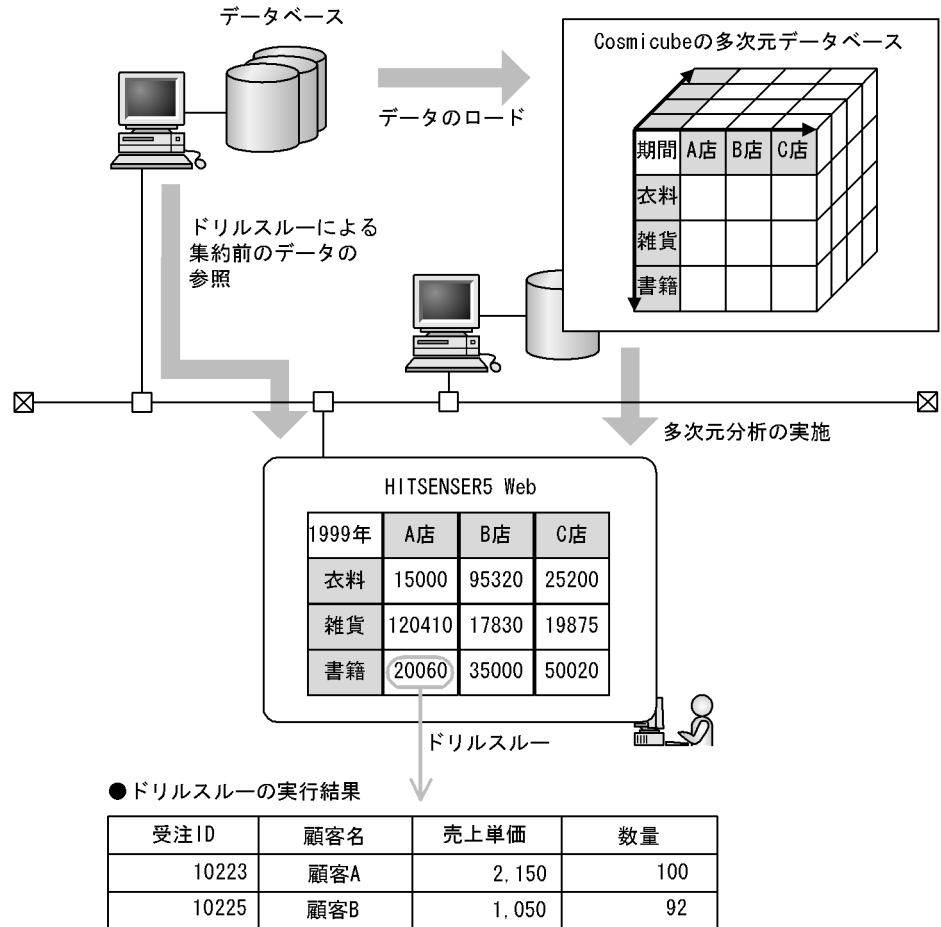 データベース
Cosmicubeの多次元データベース
データのロード
期間 A店 B店 C店
衣料
雑貨
書籍
ドリルスルーによる
集約前のデータの
参照
多次元分析の実施
HITSENSER5 Web
1999年 A店 B店 C店
衣料 15000 95320 25200
雑貨 120410 17830 19875
書籍 20060 35000 50020
ドリルスルー
●ドリルスルーの実行結果
受注ID 顧客名 売上単価 数量
10223 顧客A 2,150 100
10225 顧客B 1,050 92